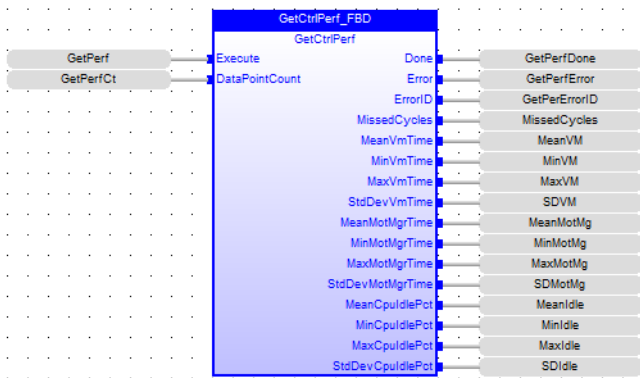 GetCtrlPerf_FBD
GetCtrlPerf
GetPerf Execute Done GetPerfDone
GetPerfCt DataPointCount Error GetPerfError
ErrorID GetPerErrorID
MissedCycles MissedCycles
MeanVmTime MeanVM
MinVmTime MinVM
MaxVmTime MaxVM
StdDevVmTime SDVM
MeanMotMgrTime MeanMotMg
MinMotMgrTime MinMotMg
MaxMotMgrTime MaxMotMg
StdDevMotMgrTime SDMotMg
MeanCpuIdlePct MeanIdle
MinCpuIdlePct MinIdle
MaxCpuIdlePct MaxIdle
StdDevCpuIdlePct SDIdle